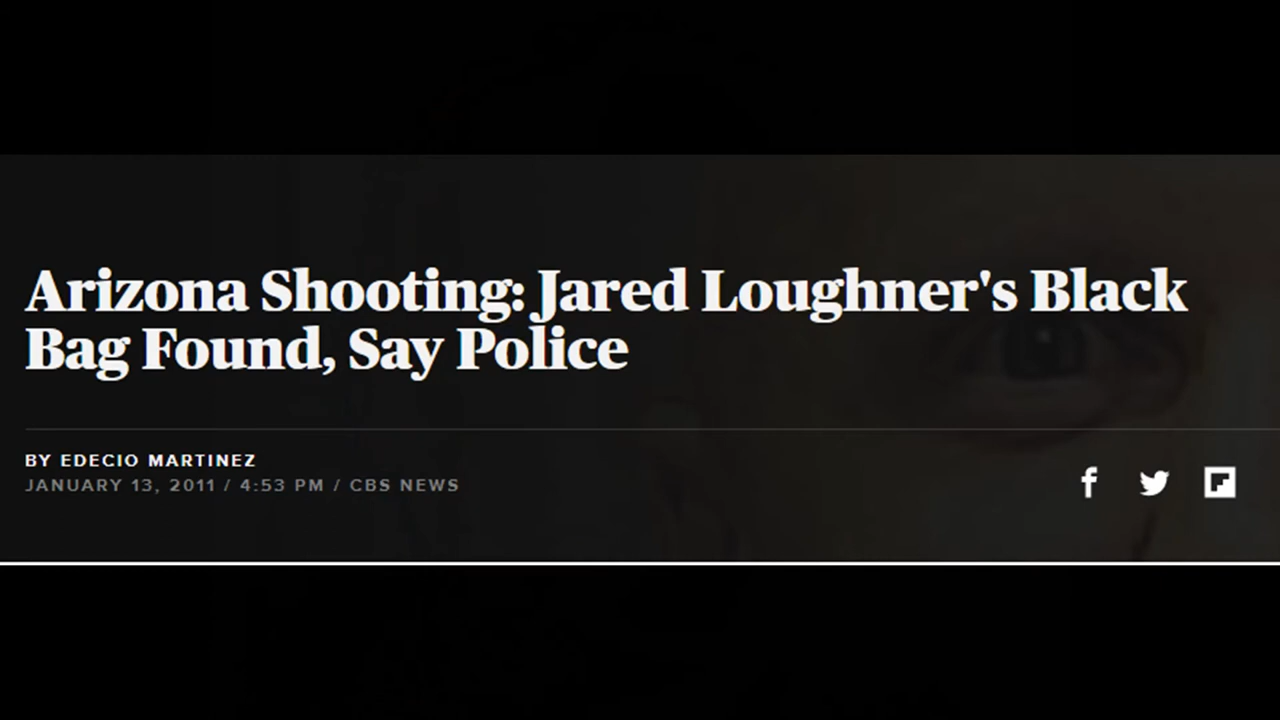 Arizona Shooting: Jared Loughner's Black
Bag Found, Say Police
BY EDECIO MARTINEZ
JANUARY 13, 2011 / 4:53 PM / CBS NEWS